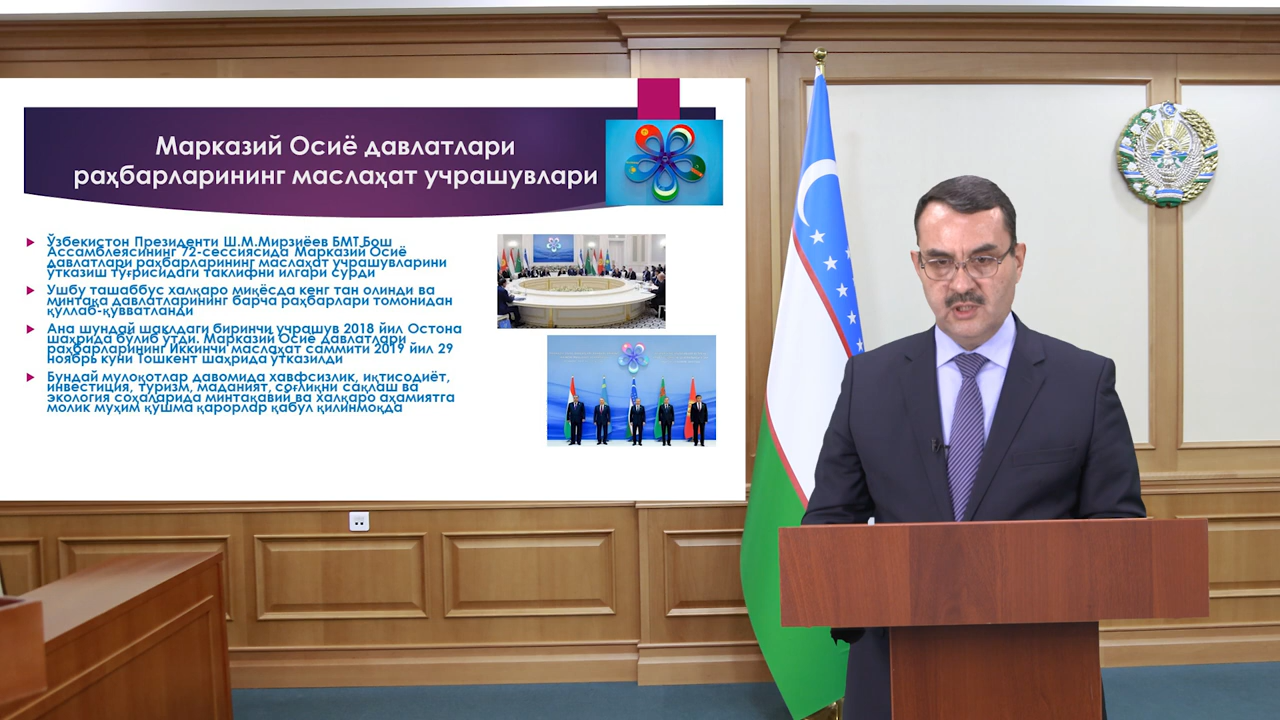 Марказий Осиё давлатлари
раҳбарларининг маслаҳат учрашувлари
Ўзбекистон Президенти Ш.М.Мирзиёев БМТ Бош
Ассамблеясининг 72-сессиясида Марказий Осиё
давлатлари раҳбарларининг маслаҳат учрашувларини
ўтказиш тўғрисидаги таклифни илгари сурди
Ушбу ташаббус халқаро миқёсда кенг тан олинди ва
минтақа давлатларининг барча раҳбарлари томонидан
қўллаб-қувватланди
Ана шундай шаклдаги биринчи учрашув 2018 йил Остона
шаҳрида бўлиб ўтди. Марказий Осиё Давлатлари
раҳбарларининг иккинчи маслаҳат саммити 2019 йил 29
ноябрь куни Тошкент шаҳрида ўтказилди
Бундай мулоқотлар давомида хавфсизлик, иқтисодиёт,
инвестиция, туризм, маданият, соғлиқни сақлаш ва
экология соҳаларида минтақавий ва халқаро аҳамиятга
молик муҳим қўшма қарорлар қабул қилинмоқда